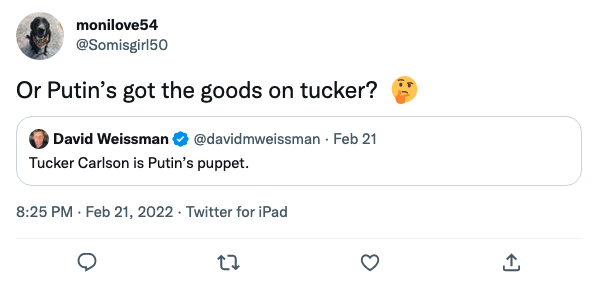 monilove54
@Somisgirl50
Or Putin’s got the goods on tucker? 🤔
David Weissman @davidmweissman · Feb 21
Tucker Carlson is Putin’s puppet.
8:25 PM · Feb 21, 2022 · Twitter for iPad